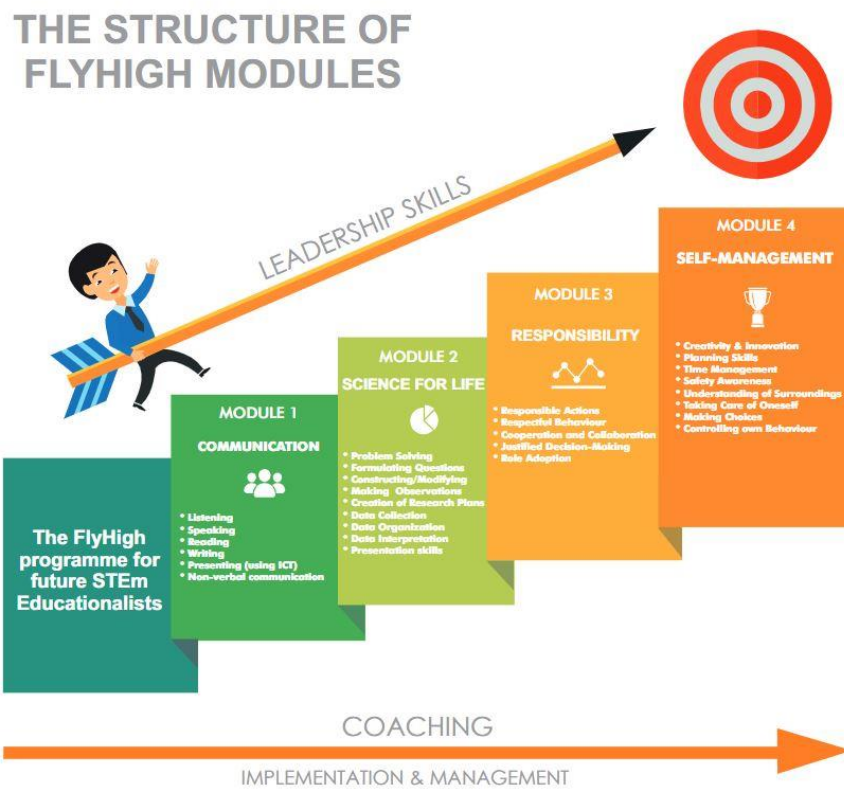 THE STRUCTURE OF
FLYHIGH MODULES
LEADERSHIP SKILLS
The FlyHigh
programme for
future STEm
Educationalists
MODULE 1
COMMUNICATION
* Listening
* Speaking
* Reading
* Writing
* Presenting (using ICT)
* Non-verbal communication
MODULE 2
SCIENCE FOR LIFE
* Problem Solving
* Formulating Questions
* Constructing/Modifying
* Making Observations
* Creation of Research Plans
* Data Collection
* Data Organization
* Data Interpretation
* Presentation skills
MODULE 3
RESPONSIBILITY
* Responsible Actions
* Respectful Behaviour
* Cooperation and Collaboration
* Justified Decision-Making
* Role Adoption
MODULE 4
SELF-MANAGEMENT
* Creativity & Innovation
* Planning Skills
* Time Management
* Safety Awareness
* Understanding of Surroundings
* Taking Care of Oneself
* Making Choices
* Controlling own Behaviour
COACHING
IMPLEMENTATION & MANAGEMENT